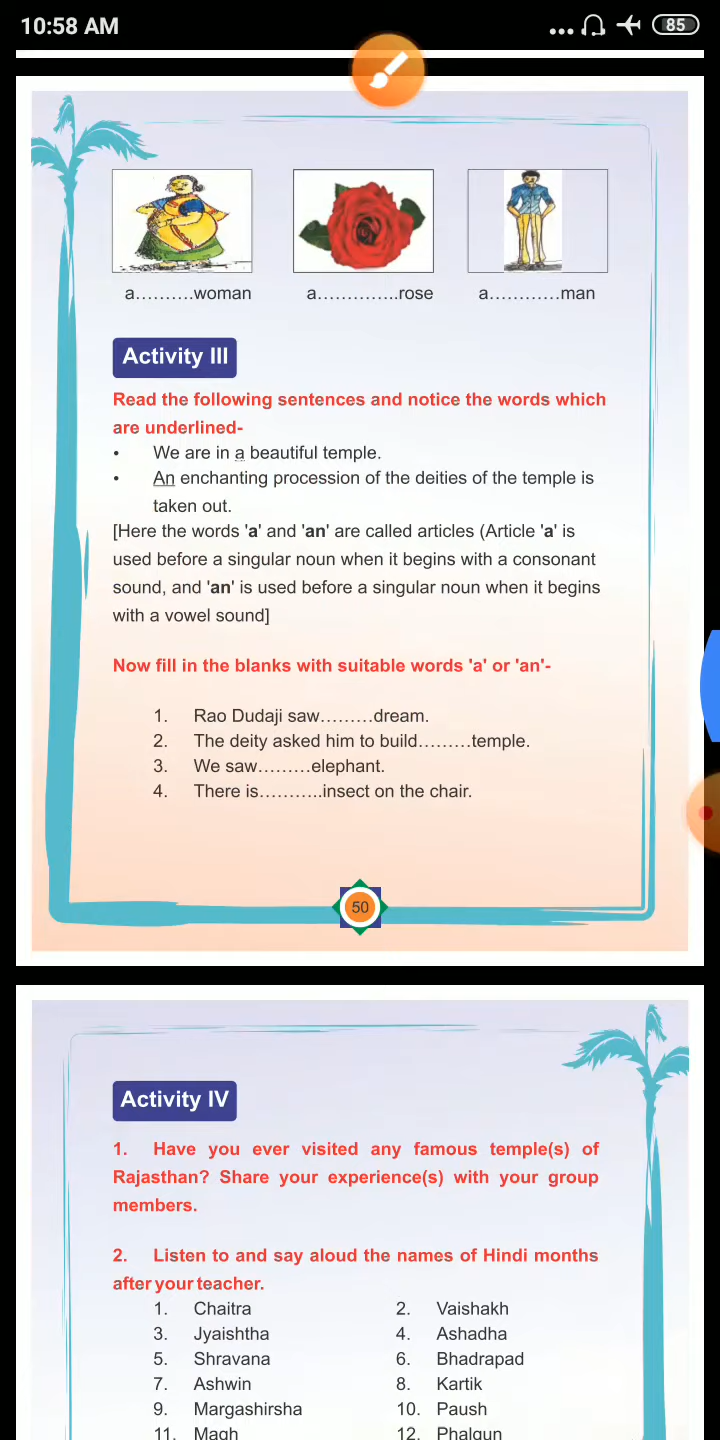 10:58 AM
85
a..........woman a..............rose a............man
Activity III
Read the following sentences and notice the words which
are underlined-
• We are in a beautiful temple.
• An enchanting procession of the deities of the temple is
taken out.
[Here the words 'a' and 'an' are called articles (Article 'a' is
used before a singular noun when it begins with a consonant
sound, and 'an' is used before a singular noun when it begins
with a vowel sound]
Now fill in the blanks with suitable words 'a' or 'an'-
1. Rao Dudaji saw.........dream.
2. The deity asked him to build.........temple.
3. We saw.........elephant.
4. There is...........insect on the chair.
50
Activity IV
1. Have you ever visited any famous temple(s) of
Rajasthan? Share your experience(s) with your group
members.
2. Listen to and say aloud the names of Hindi months
after your teacher.
1. Chaitra 2. Vaishakh
3. Jyaishtha 4. Ashadha
5. Shravana 6. Bhadrapad
7. Ashwin 8. Kartik
9. Margashirsha 10. Paush
11. Magh 12. Phalgun